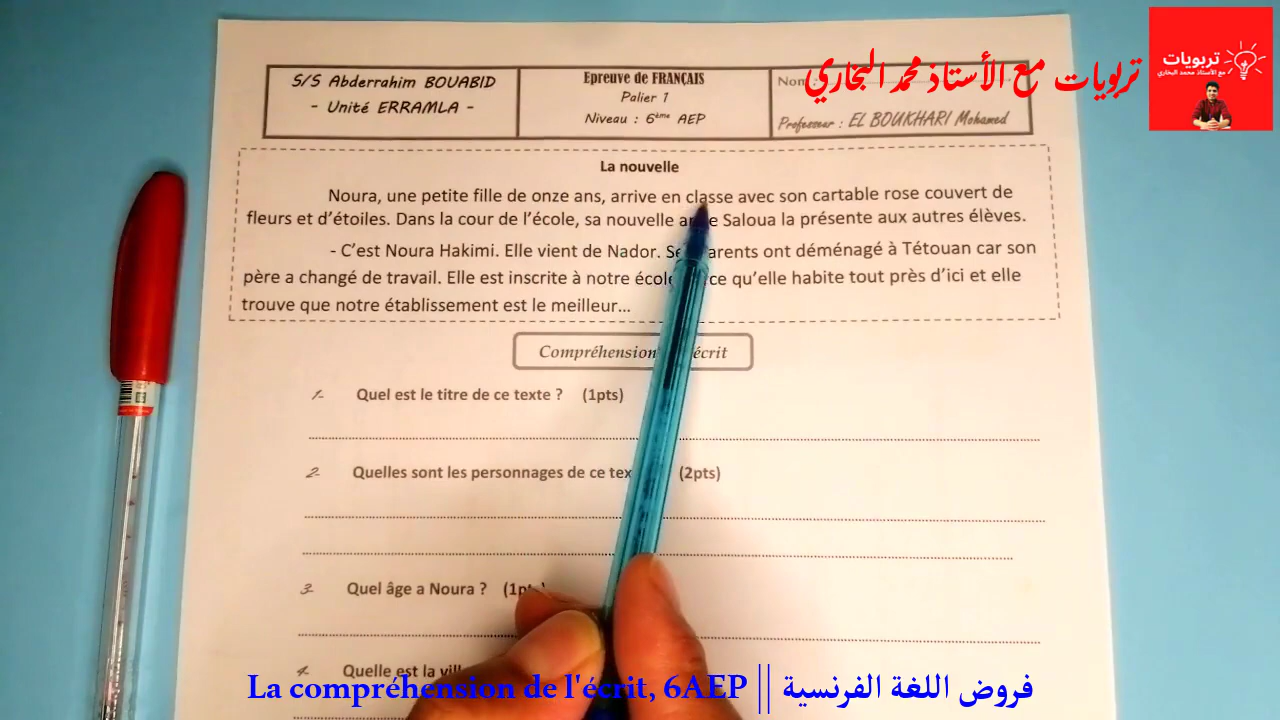 S/S Abderrahim BOUABID
- Unité ERRAMLA -
Epreuve de FRANÇAIS
Palier 1
Niveau : 6ème AEP
Nom :
Professeur : EL BOUKHARI Mohamed
تربويات مع الأستاذ محمد البخاري
تربويات
مع الأستاذ محمد البخاري
La nouvelle
Noura, une petite fille de onze ans, arrive en classe avec son cartable rose couvert de
fleurs et d'étoiles. Dans la cour de l'école, sa nouvelle Saloua la présente aux autres élèves.
- C'est Noura Hakimi. Elle vient de Nador. ont déménagé à Tétouan car son
père a changé de travail. Elle est inscrite à notre qu'elle habite tout près d'ici et elle
trouve que notre établissement est le meilleur...
Compréhension écrit
1- Quel est le titre de ce texte ? (1pts)
2- Quelles sont les personnages de ce (2pts)
3- Quel âge a Noura ?
4- Quelle est la
La compréhension de l'écrit, 6AEP || فروض اللغة الفرنسية